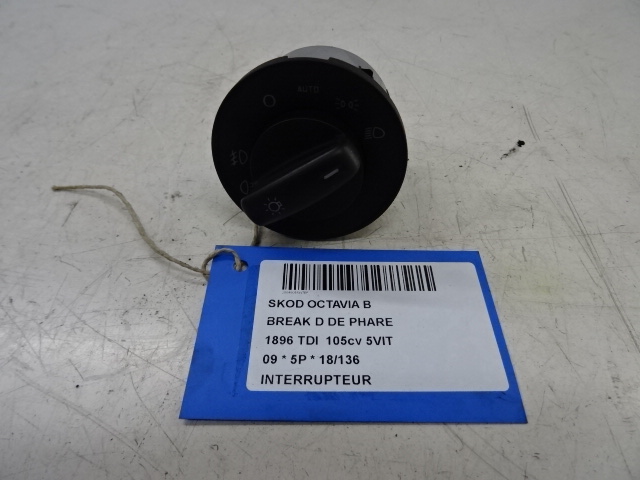 AUTO
SKOD OCTAVIA B
BREAK D DE PHARE
1896 TDI 105cv 5VIT
09 * 5P * 18/136
INTERRUPTEUR